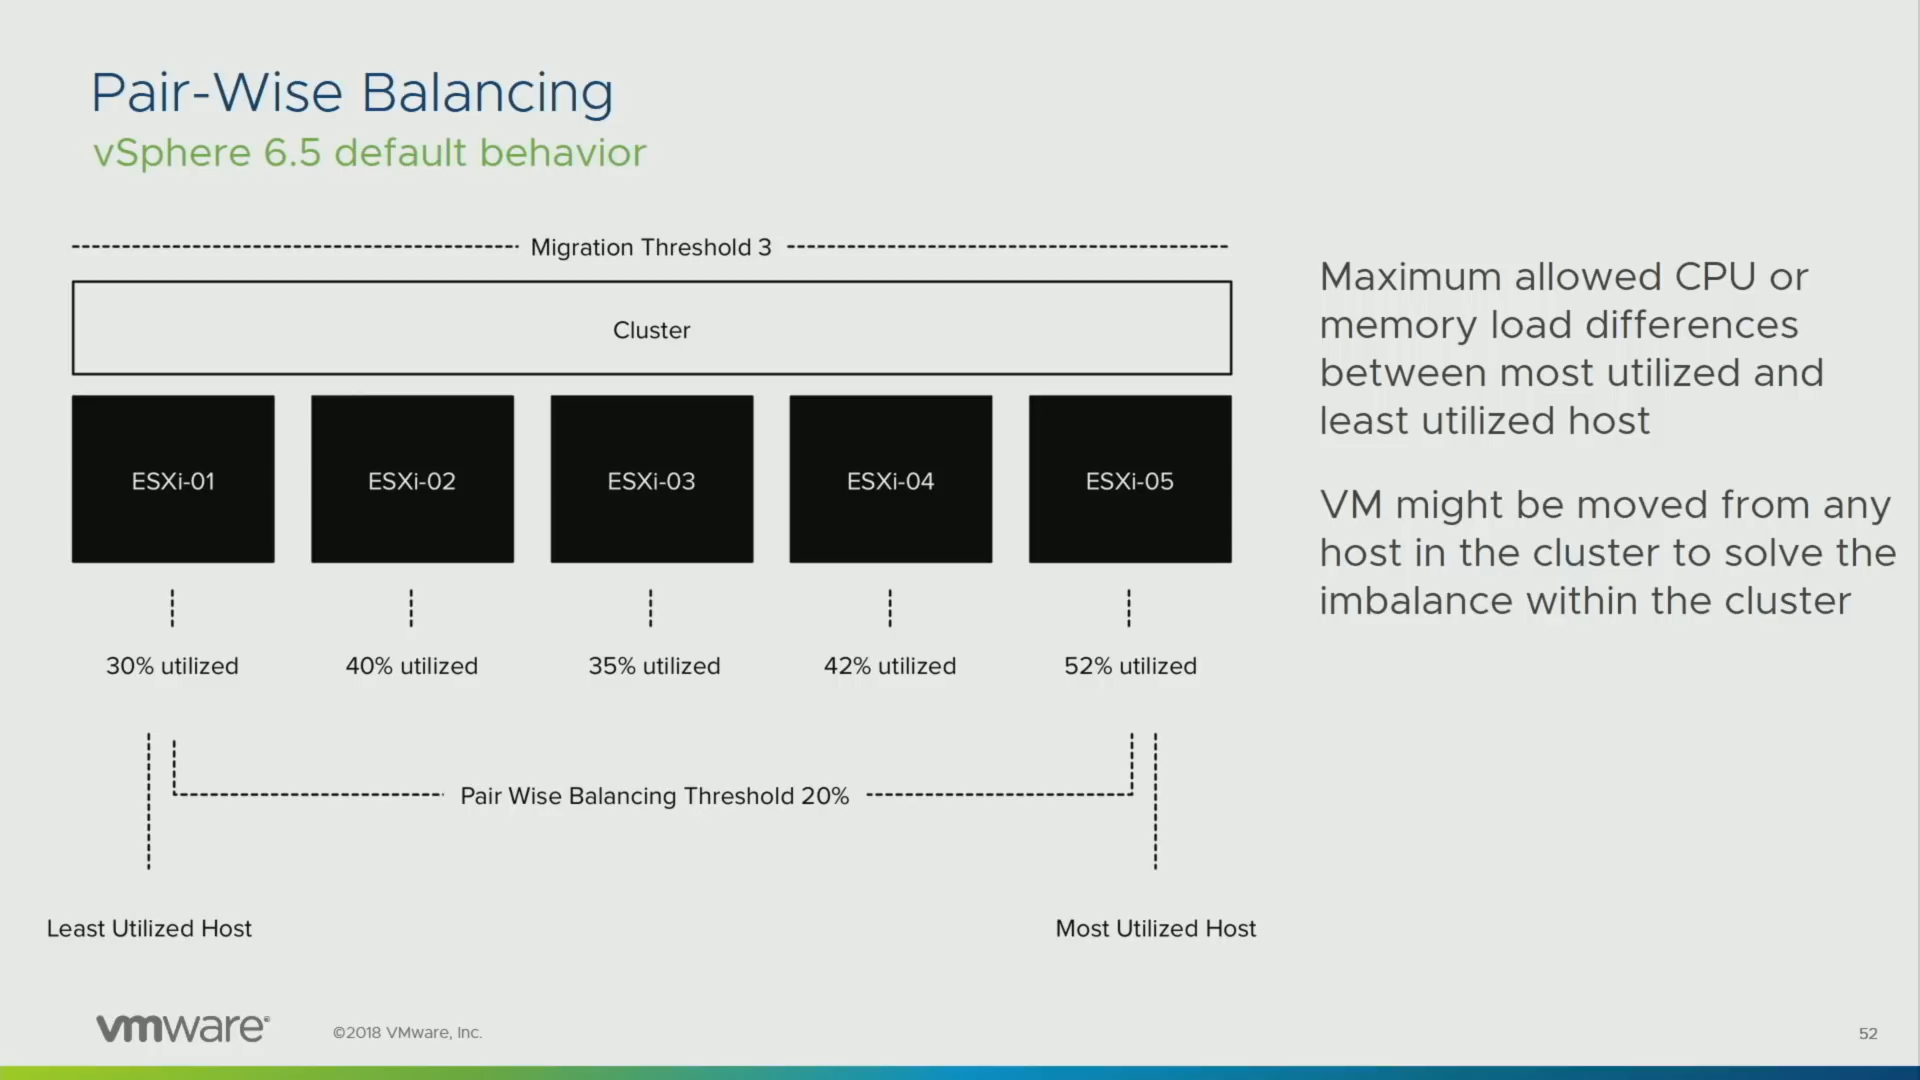 Pair-Wise Balancing
vSphere 6.5 default behavior
Migration Threshold 3
Cluster
ESXi-01
ESXi-02
ESXi-03
ESXi-04
ESXi-05
30% utilized
40% utilized
35% utilized
42% utilized
52% utilized
Pair Wise Balancing Threshold 20%
Least Utilized Host
Most Utilized Host
Maximum allowed CPU or
memory load differences
between most utilized and
least utilized host
VM might be moved from any
host in the cluster to solve the
imbalance within the cluster
vmware®
©2018 VMware, Inc.
52